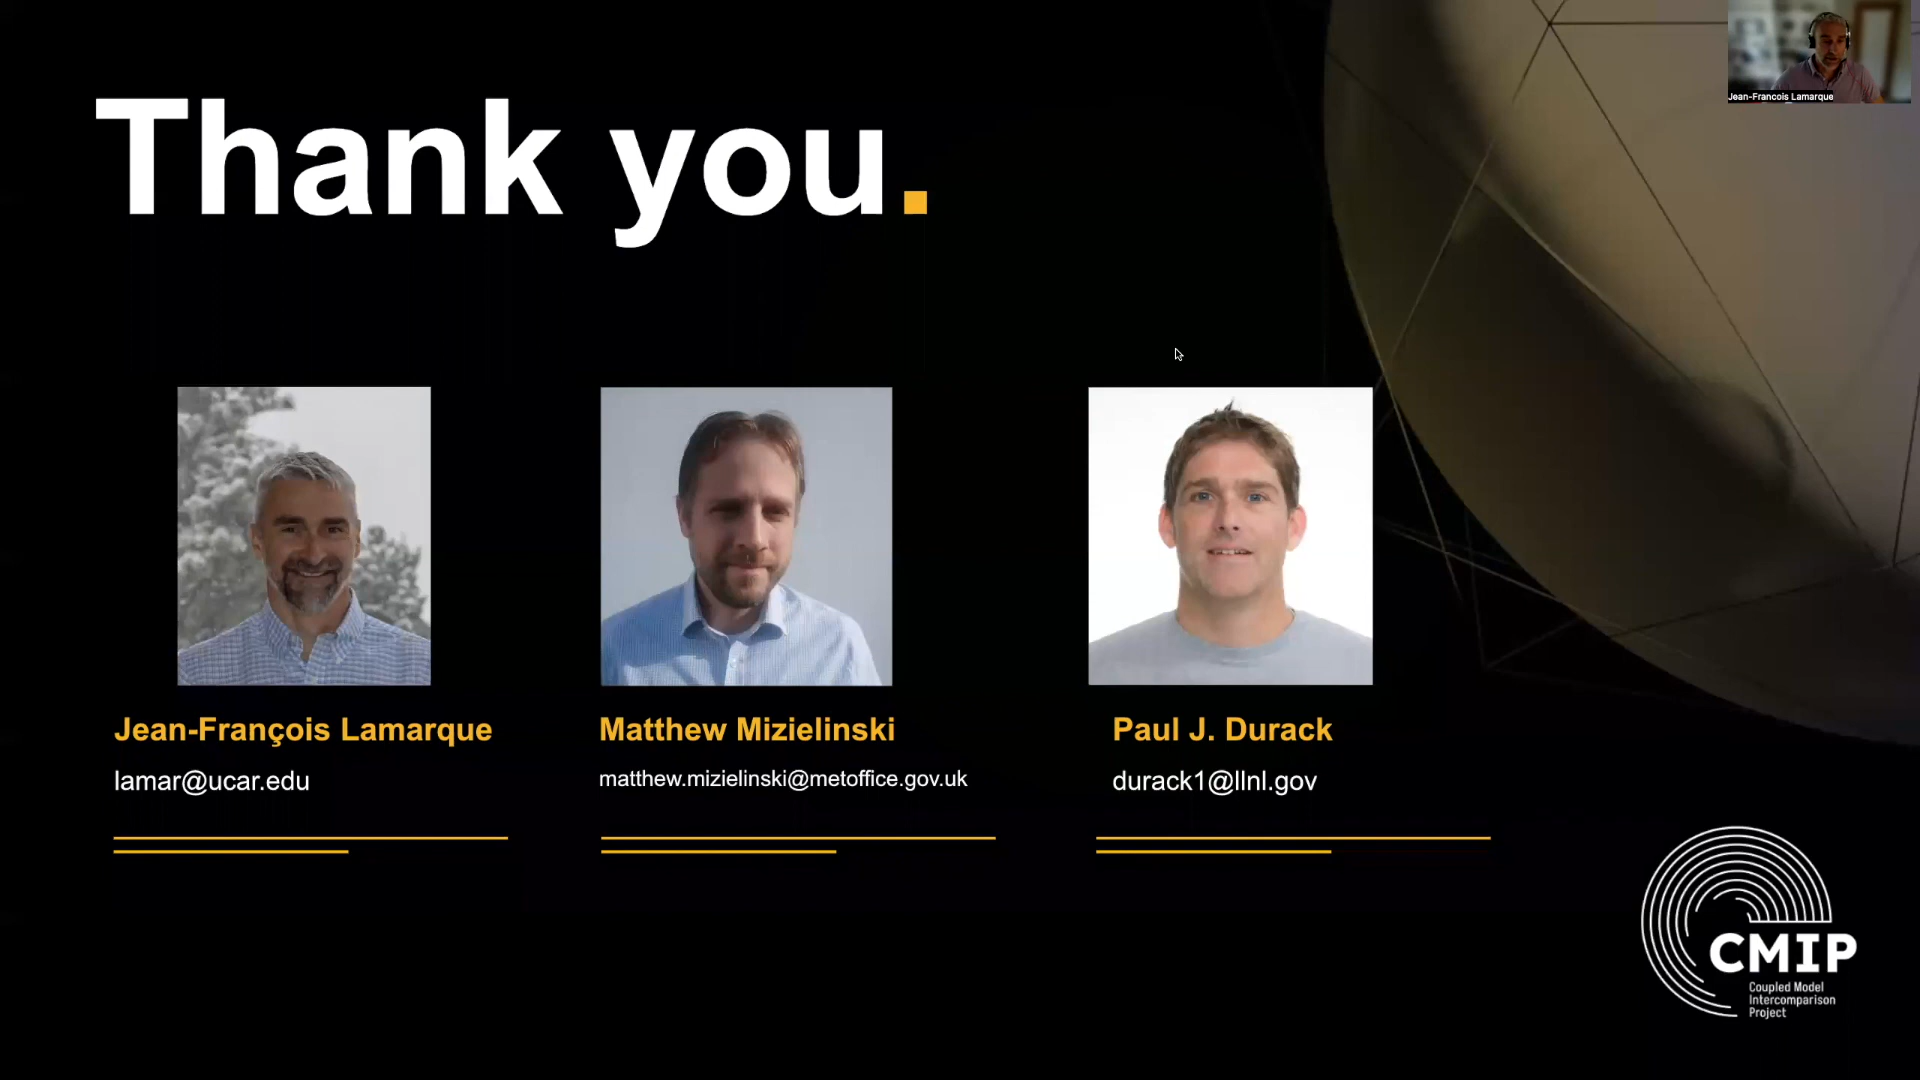 Jean-Francois Lamarque
Thank you.
Jean-François Lamarque
lamar@ucar.edu
Matthew Mizielinski
matthew.mizielinski@metoffice.gov.uk
Paul J. Durack
durack1@llnl.gov
CMIP
Coupled Model
Intercomparison
Project